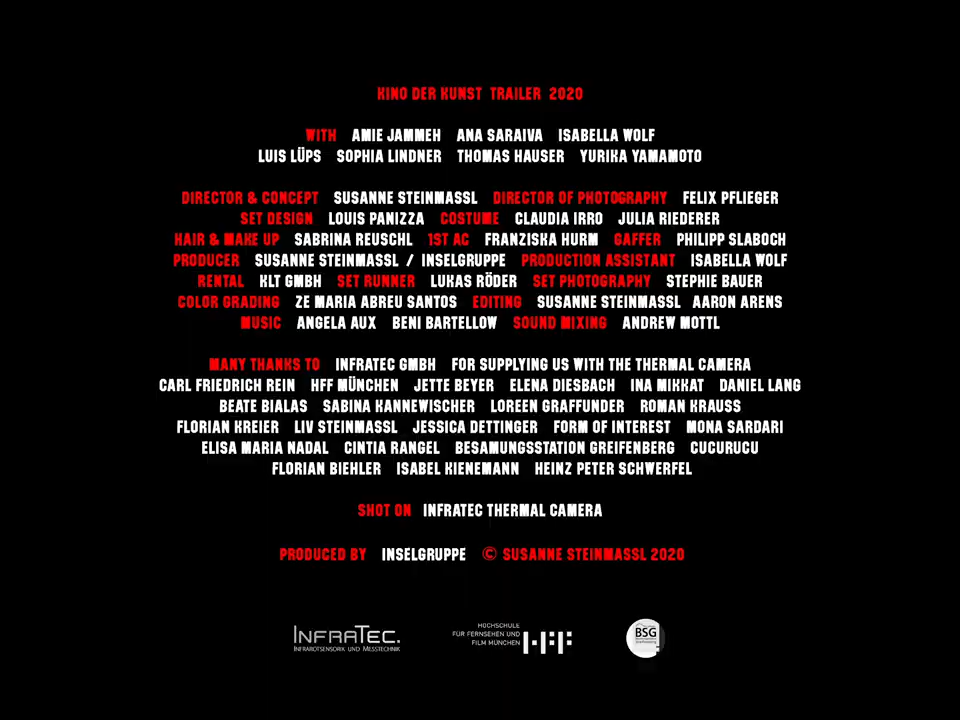 KINO DER KUNST TRAILER 2020
WITH AMIE JAMMEH ANA SARAIVA ISABELLA WOLF
LUIS LÜPS SOPHIA LINDNER THOMAS HAUSER YURIKA YAMAMOTO
DIRECTOR & CONCEPT SUSANNE STEINMASSL DIRECTOR OF PHOTOGRAPHY FELIX PFLIEGER
SET DESIGN LOUIS PANIZZA COSTUME CLAUDIA IRRO JULIA RIEDERER
HAIR & MAKE UP SABRINA REUSCHL 1ST AC FRANZISKA HURM GAFFER PHILIPP SLABOCH
PRODUCER SUSANNE STEINMASSL / INSELGRUPPE PRODUCTION ASSISTANT ISABELLA WOLF
RENTAL KLT GMBH SET RUNNER LUKAS RÖDER SET PHOTOGRAPHY STEPHIE BAUER
COLOR GRADING ZE MARIA ABREU SANTOS EDITING SUSANNE STEINMASSL AARON ARENS
MUSIC ANGELA AUX BENI BARTELLOW SOUND MIXING ANDREW MOTTL
MANY THANKS TO INFRATEC GMBH FOR SUPPLYING US WITH THE THERMAL CAMERA
CARL FRIEDRICH REIN HFF MÜNCHEN JETTE BEYER ELENA DIESBACH INA MIKKAT DANIEL LANG
BEATE BIALAS SABINA KANNEWISCHER LOREEN GRAFFUNDER ROMAN KRAUSS
FLORIAN KREIER LIV STEINMASSL JESSICA DETTINGER FORM OF INTEREST MONA SARDARI
ELISA MARIA NADAL CINTIA RANGEL BESAMUNGSSTATION GREIFENBERG CUCURUCU
FLORIAN BIEHLER ISABEL KIENEMANN HEINZ PETER SCHWERFEL
SHOT ON INFRATEC THERMAL CAMERA
PRODUCED BY INSELGRUPPE © SUSANNE STEINMASSL 2020
INFRATEC.
INFRAROTSENSORIK UND MESSTECHNIK
HOCHSCHULE
FÜR FERNSEHEN UND
FILM MÜNCHEN
HFF
BSG